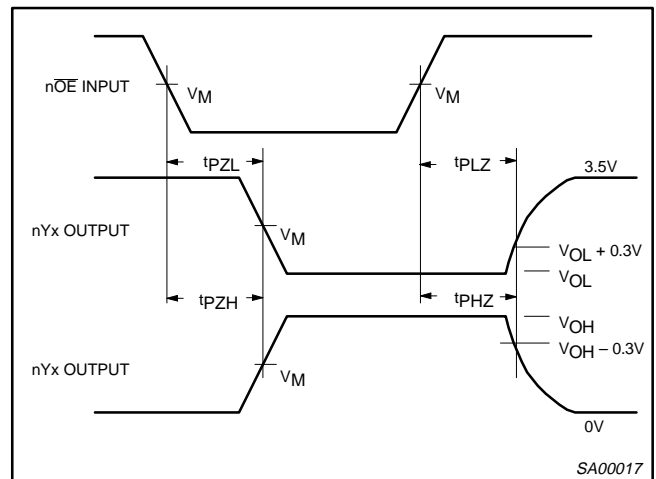 nOE INPUT
VM
VM
tPZL
tPLZ
3.5V
nYx OUTPUT
VM
VOL + 0.3V
VOL
tPZH
tPHZ
VOH
VOH – 0.3V
nYx OUTPUT
VM
0V
SA00017